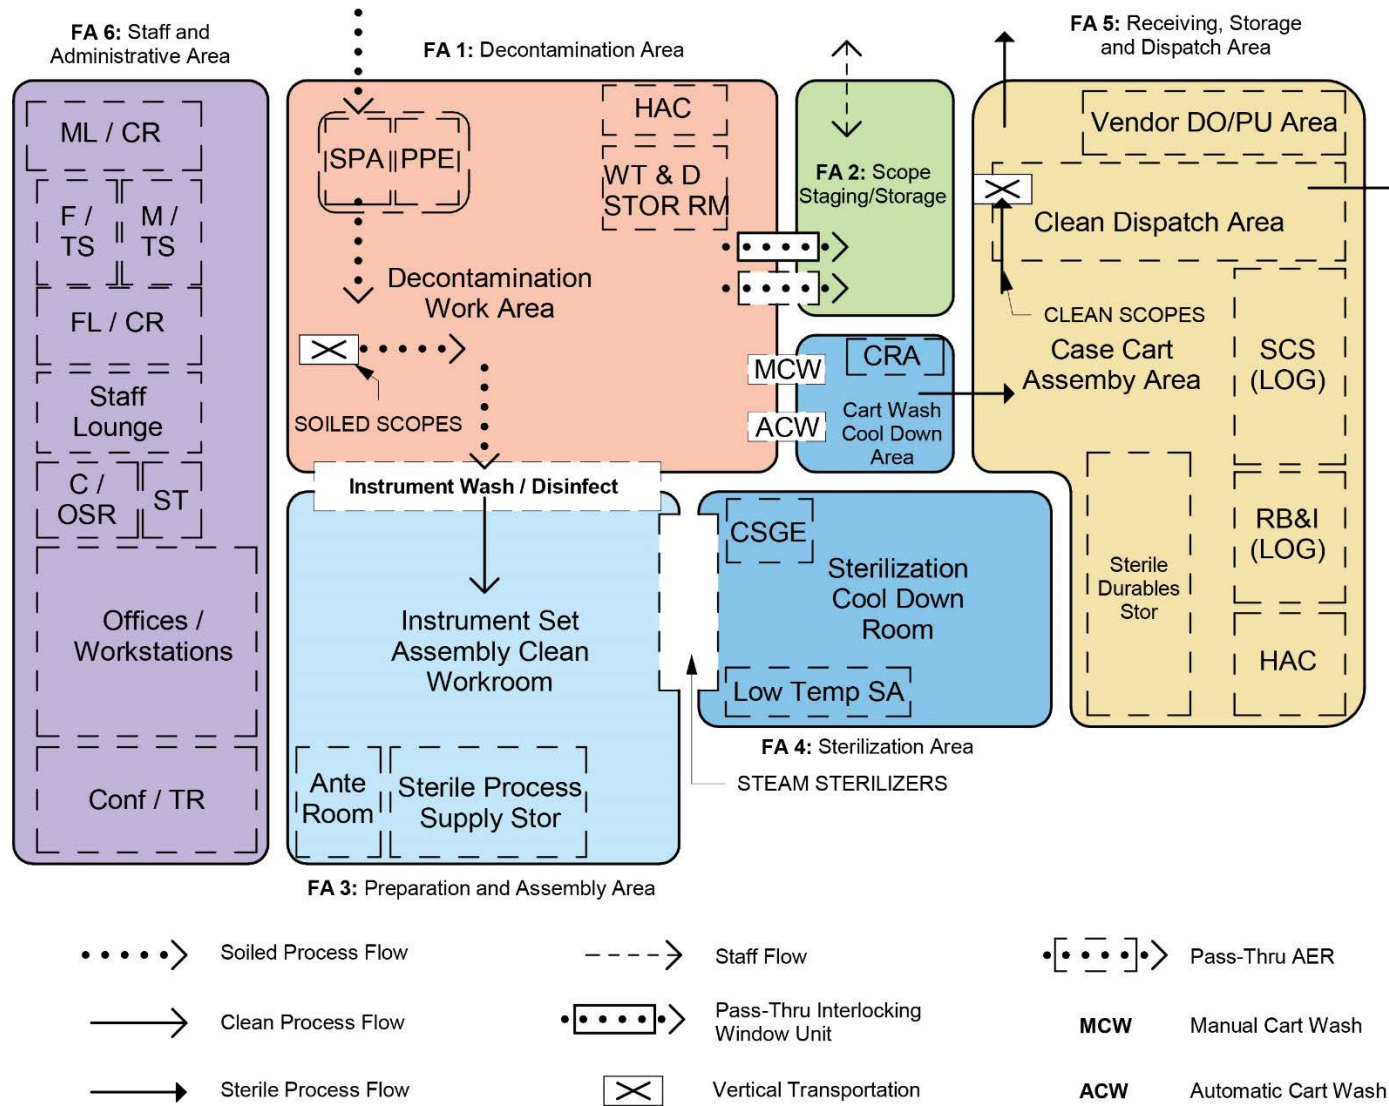 FA 6: Staff and
Administrative Area
FA 1: Decontamination Area
FA 5: Receiving, Storage
and Dispatch Area
ML / CR
F /
TS
M /
TS
FL / CR
Staff
Lounge
C /
OSR
ST
Offices /
Workstations
Conf / TR
SPA
PPE
HAC
WT & D
STOR RM
Decontamination
Work Area
SOILED SCOPES
Instrument Wash / Disinfect
FA 2: Scope
Staging/Storage
MCW
ACW
CRA
Cart Wash
Cool Down
Area
Vendor DO/PU Area
Clean Dispatch Area
CLEAN SCOPES
Case Cart
Assemby Area
SCS
(LOG)
RB&I
(LOG)
Sterile
Durables
Stor
HAC
Instrument Set
Assembly Clean
Workroom
Ante
Room
Sterile Process
Supply Stor
FA 3: Preparation and Assembly Area
CSGE
Sterilization
Cool Down
Room
Low Temp SA
FA 4: Sterilization Area
STEAM STERILIZERS
Soiled Process Flow
Staff Flow
Pass-Thru AER
Clean Process Flow
Pass-Thru Interlocking
Window Unit
MCW Manual Cart Wash
Sterile Process Flow
Vertical Transportation
ACW Automatic Cart Wash